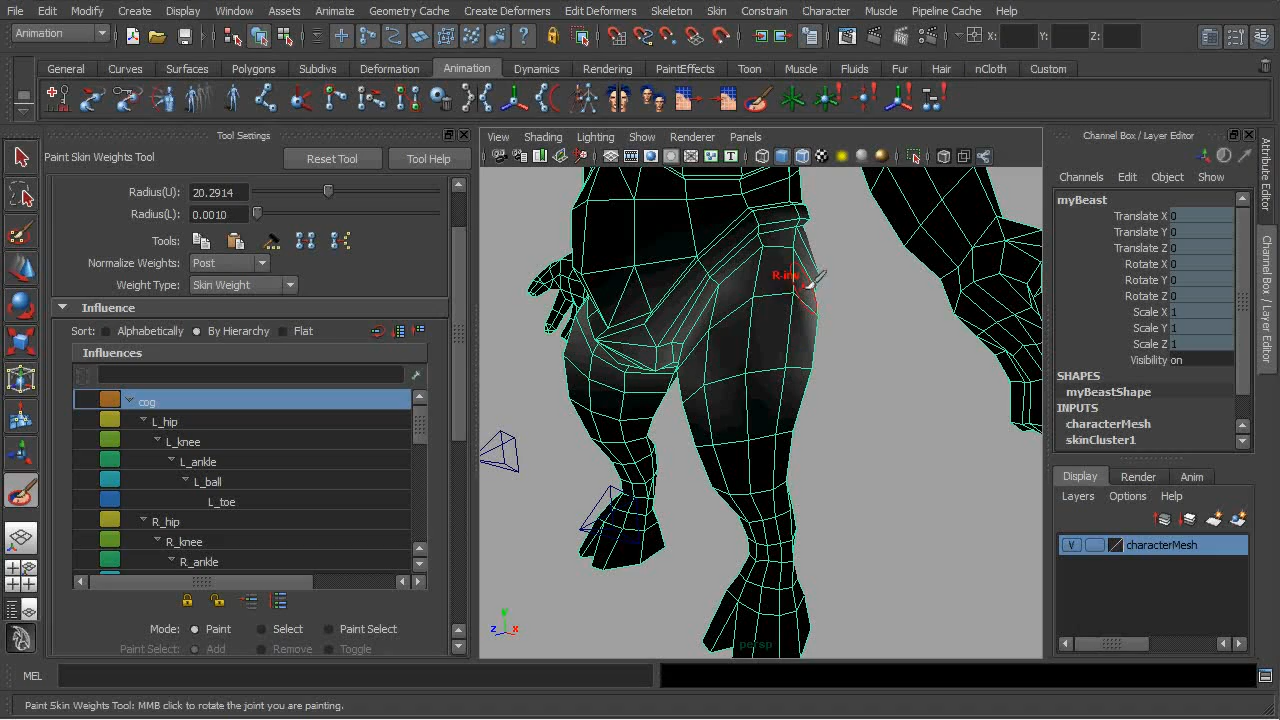 File Edit Modify Create Display Window Assets Animate Geometry Cache Create Deformers Edit Deformers Skeleton Skin Constrain Character Muscle Pipeline Cache Help
Animation X: Y: Z:
General Curves Surfaces Polygons Subdivs Deformation Animation Dynamics Rendering PaintEffects Toon Muscle Fluids Fur Hair nCloth Custom
Tool Settings
Paint Skin Weights Tool Reset Tool Tool Help
Radius(U): 20.2914
Radius(L): 0.0010
Tools:
Normalize Weights: Post
Weight Type: Skin Weight
Influence
Sort: Alphabetically By Hierarchy Flat
Influences
cog
L_hip
L_knee
L_ankle
L_ball
L_toe
R_hip
R_knee
R_ankle
Mode: Paint Select Paint Select
Paint Select: Add Remove Toggle
View Shading Lighting Show Renderer Panels
y
z x
persp
Channel Box / Layer Editor
Channels Edit Object Show
myBeast
Translate X 0
Translate Y 0
Translate Z 0
Rotate X 0
Rotate Y 0
Rotate Z 0
Scale X 1
Scale Y 1
Scale Z 1
Visibility on
SHAPES
myBeastShape
INPUTS
characterMesh
skinCluster1
Display Render Anim
Layers Options Help
V characterMesh
Attribute Editor
Channel Box / Layer Editor
MEL
Paint Skin Weights Tool: MMB click to rotate the joint you are painting.